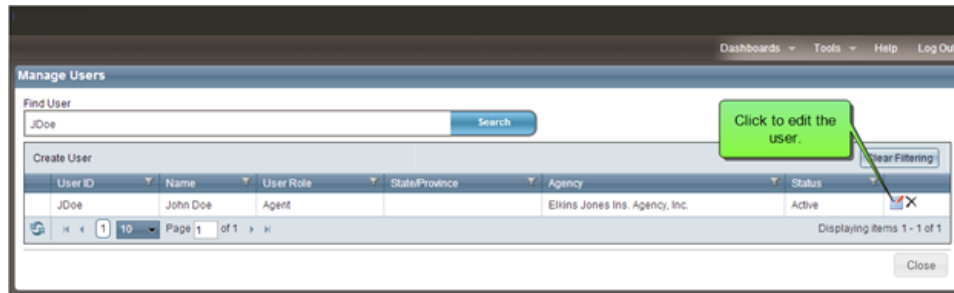 Dashboards Tools Help Log Ou
Manage Users
Find User
JDoe Search
Click to edit the
user.
Create User Clear Filtering
User ID Name User Role State/Province Agency Status
JDoe John Doe Agent Elkins Jones Ins. Agency, Inc. Active
1 10 Page 1 of 1 Displaying items 1 - 1 of 1
Close